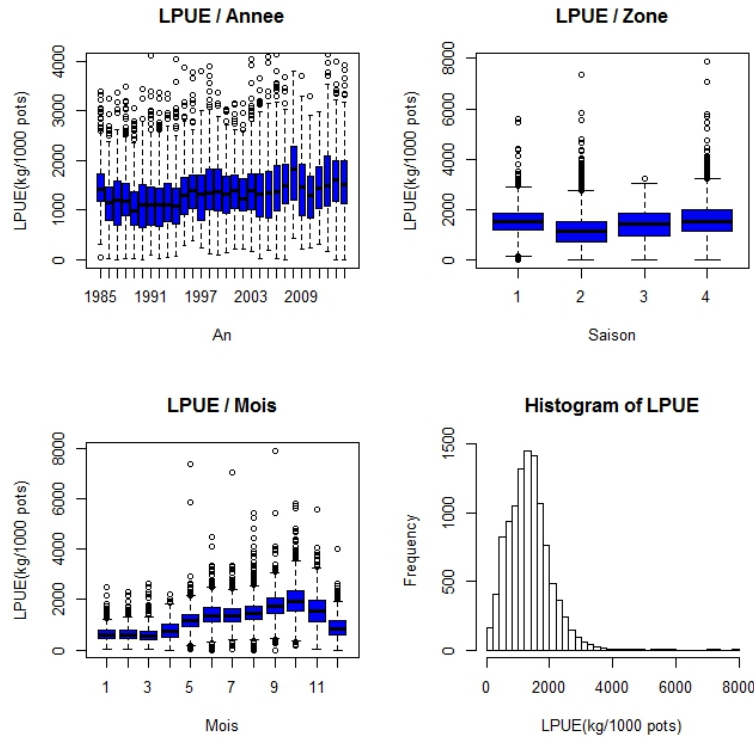 LPUE / Annee
LPUE(kg/1000 pots)
0 1000 2000 3000 4000
1985 1991 1997 2003 2009
An
LPUE / Zone
LPUE(kg/1000 pots)
0 2000 4000 6000 8000
1 2 3 4
Saison
LPUE / Mois
LPUE(kg/1000 pots)
0 2000 4000 6000 8000
1 3 5 7 9 11
Mois
Histogram of LPUE
Frequency
0 500 1000 1500
0 2000 4000 6000 8000
LPUE(kg/1000 pots)